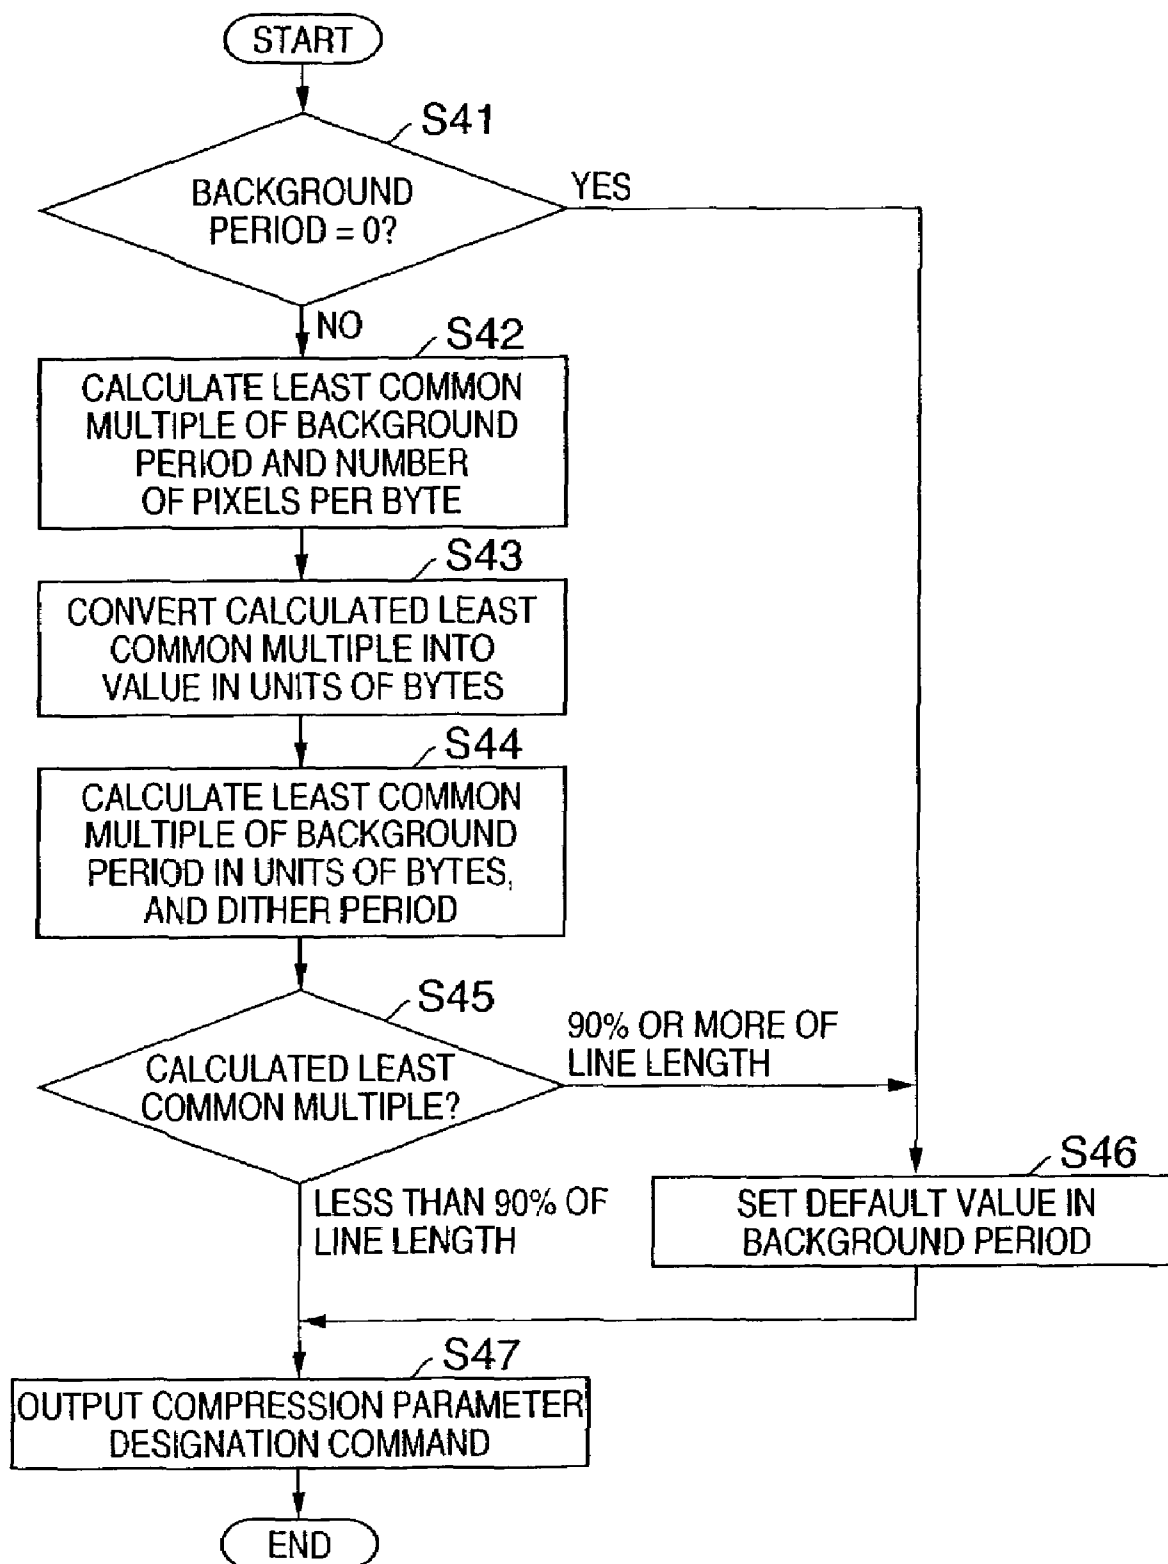 START
S41
BACKGROUND
PERIOD = 0?
YES
NO
S42
CALCULATE LEAST COMMON
MULTIPLE OF BACKGROUND
PERIOD AND NUMBER
OF PIXELS PER BYTE
S43
CONVERT CALCULATED LEAST
COMMON MULTIPLE INTO
VALUE IN UNITS OF BYTES
S44
CALCULATE LEAST COMMON
MULTIPLE OF BACKGROUND
PERIOD IN UNITS OF BYTES,
AND DITHER PERIOD
S45
CALCULATED LEAST
COMMON MULTIPLE?
90% OR MORE OF
LINE LENGTH
LESS THAN 90% OF
LINE LENGTH
S46
SET DEFAULT VALUE IN
BACKGROUND PERIOD
S47
OUTPUT COMPRESSION PARAMETER
DESIGNATION COMMAND
END